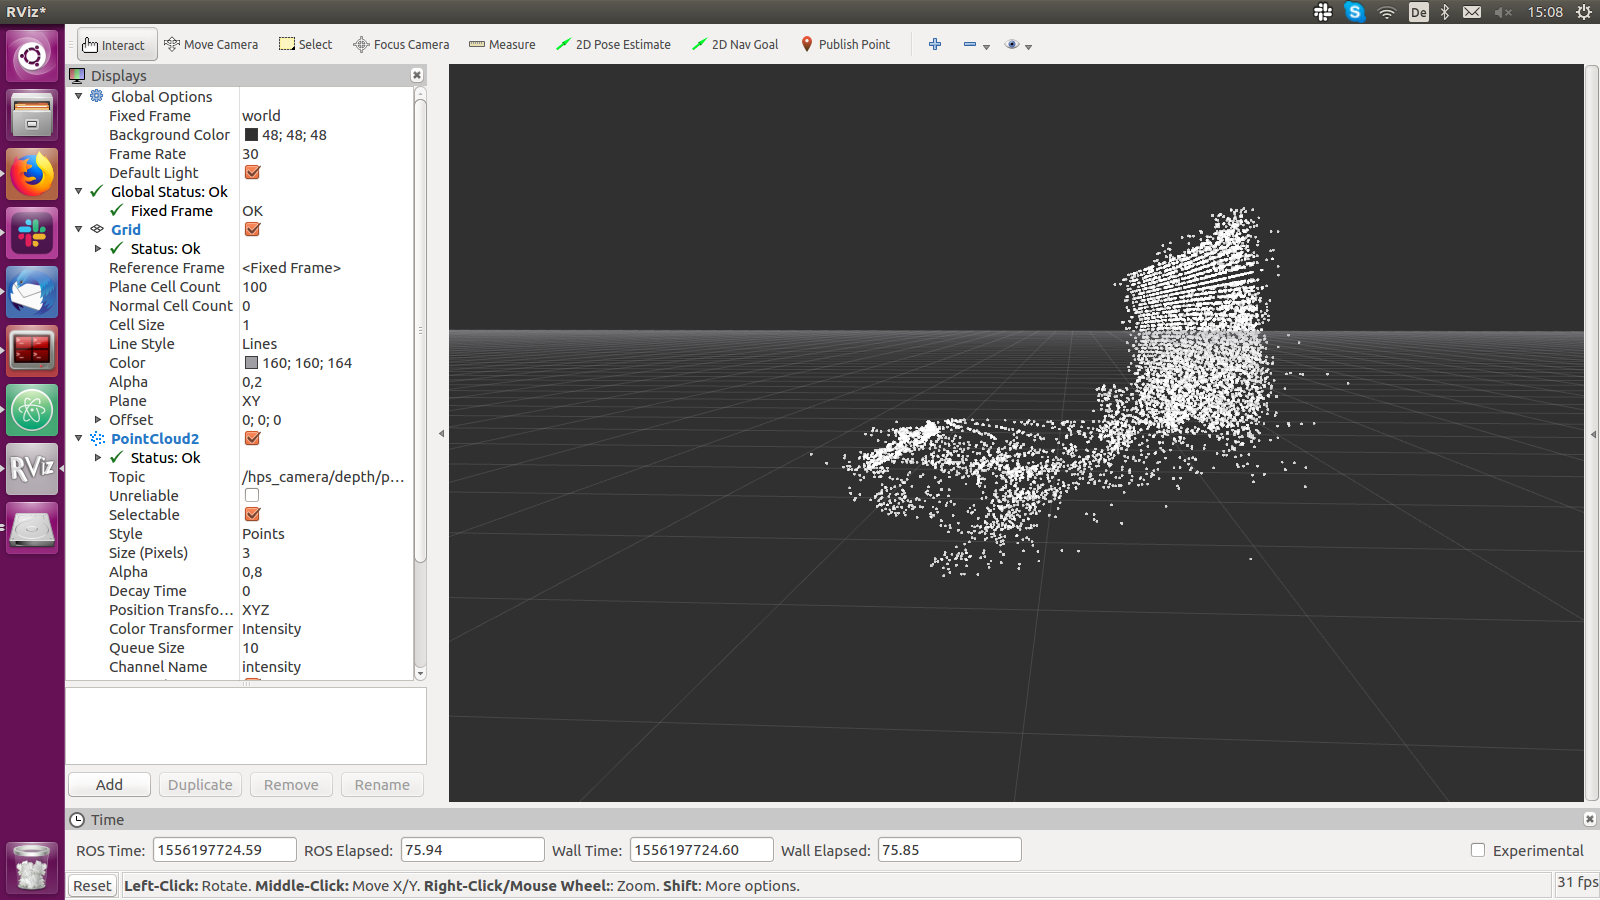 RViz*
De
15:08
Interact Move Camera Select Focus Camera Measure 2D Pose Estimate 2D Nav Goal Publish Point
Displays
Global Options
Fixed Frame world
Background Color 48; 48; 48
Frame Rate 30
Default Light
Global Status: Ok
Fixed Frame OK
Grid
Status: Ok
Reference Frame <Fixed Frame>
Plane Cell Count 100
Normal Cell Count 0
Cell Size 1
Line Style Lines
Color 160; 160; 164
Alpha 0,2
Plane XY
Offset 0; 0; 0
PointCloud2
Status: Ok
Topic /hps_camera/depth/p…
Unreliable
Selectable
Style Points
Size (Pixels) 3
Alpha 0,8
Decay Time 0
Position Transfo… XYZ
Color Transformer Intensity
Queue Size 10
Channel Name intensity
RViz
Add Duplicate Remove Rename
Time
ROS Time: 1556197724.59 ROS Elapsed: 75.94 Wall Time: 1556197724.60 Wall Elapsed: 75.85 Experimental
Reset Left-Click: Rotate. Middle-Click: Move X/Y. Right-Click/Mouse Wheel:: Zoom. Shift: More options. 31 fps